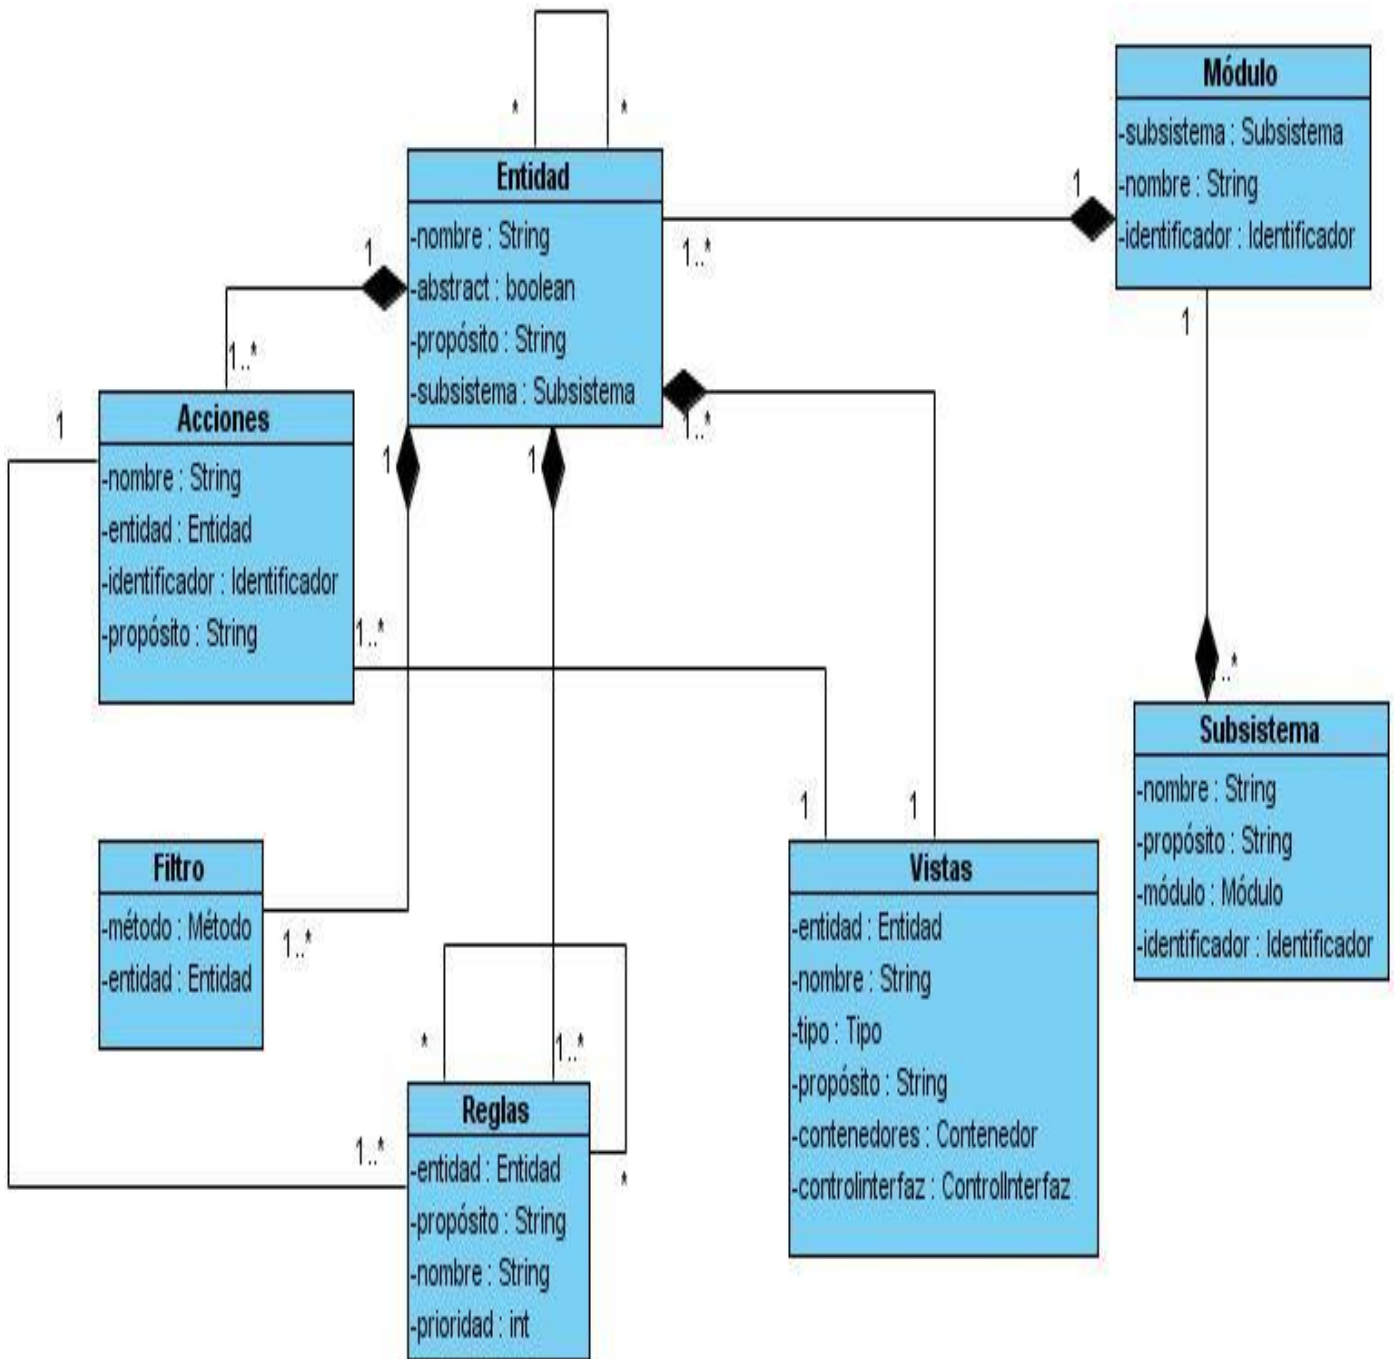 *
*
Entidad
-nombre : String
-abstract : boolean
-propósito : String
-subsistema : Subsistema
Módulo
-subsistema : Subsistema
-nombre : String
-identificador : Identificador
1
1..*
1
1..*
1
1..*
1
1
1
Acciones
-nombre : String
-entidad : Entidad
-identificador : Identificador
-propósito : String
1..*
..*
Subsistema
-nombre : String
-propósito : String
-módulo : Módulo
-identificador : Identificador
1
1
Filtro
-método : Método
-entidad : Entidad
1..*
Vistas
-entidad : Entidad
-nombre : String
-tipo : Tipo
-propósito : String
-contenedores : Contenedor
-controlinterfaz : ControlInterfaz
*
1..*
1..*
*
Reglas
-entidad : Entidad
-propósito : String
-nombre : String
-prioridad : int